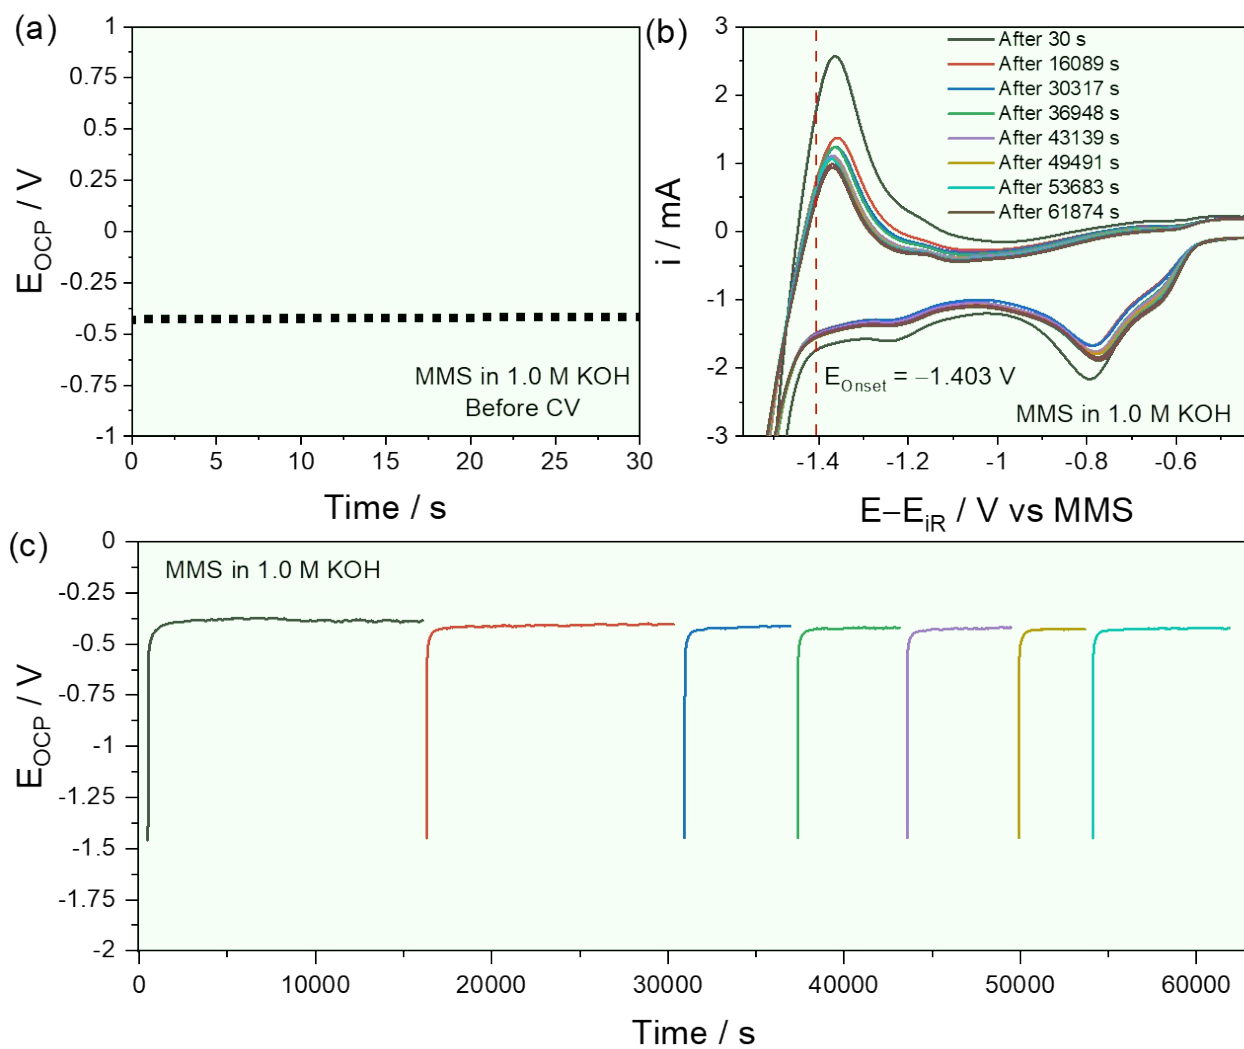 (a)
1
0.75
0.5
0.25
0
-0.25
-0.5
-0.75
-1
E_OCP / V
MMS in 1.0 M KOH
Before CV
0 5 10 15 20 25 30
Time / s
(b)
3
2
1
0
-1
-2
-3
i / mA
After 30 s
After 16089 s
After 30317 s
After 36948 s
After 43139 s
After 49491 s
After 53683 s
After 61874 s
E_Onset = −1.403 V
MMS in 1.0 M KOH
-1.4 -1.2 -1 -0.8 -0.6
E−E_iR / V vs MMS
(c)
0
-0.25
-0.5
-0.75
-1
-1.25
-1.5
-1.75
-2
E_OCP / V
MMS in 1.0 M KOH
0 10000 20000 30000 40000 50000 60000
Time / s